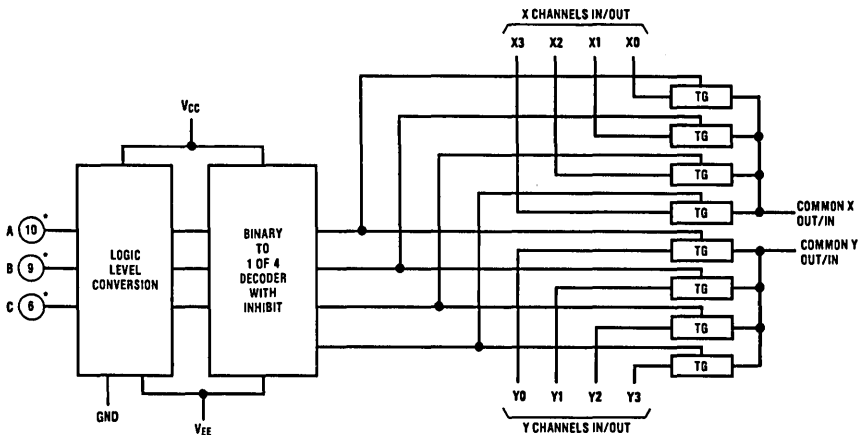 X CHANNELS IN/OUT
X3 X2 X1 X0
TG
TG
TG
TG
COMMON X
OUT/IN
TG
COMMON Y
OUT/IN
TG
TG
TG
VCC
A 10*
B 9*
C 6*
LOGIC
LEVEL
CONVERSION
BINARY
TO
1 OF 4
DECODER
WITH
INHIBIT
GND
VEE
Y0 Y1 Y2 Y3
Y CHANNELS IN/OUT